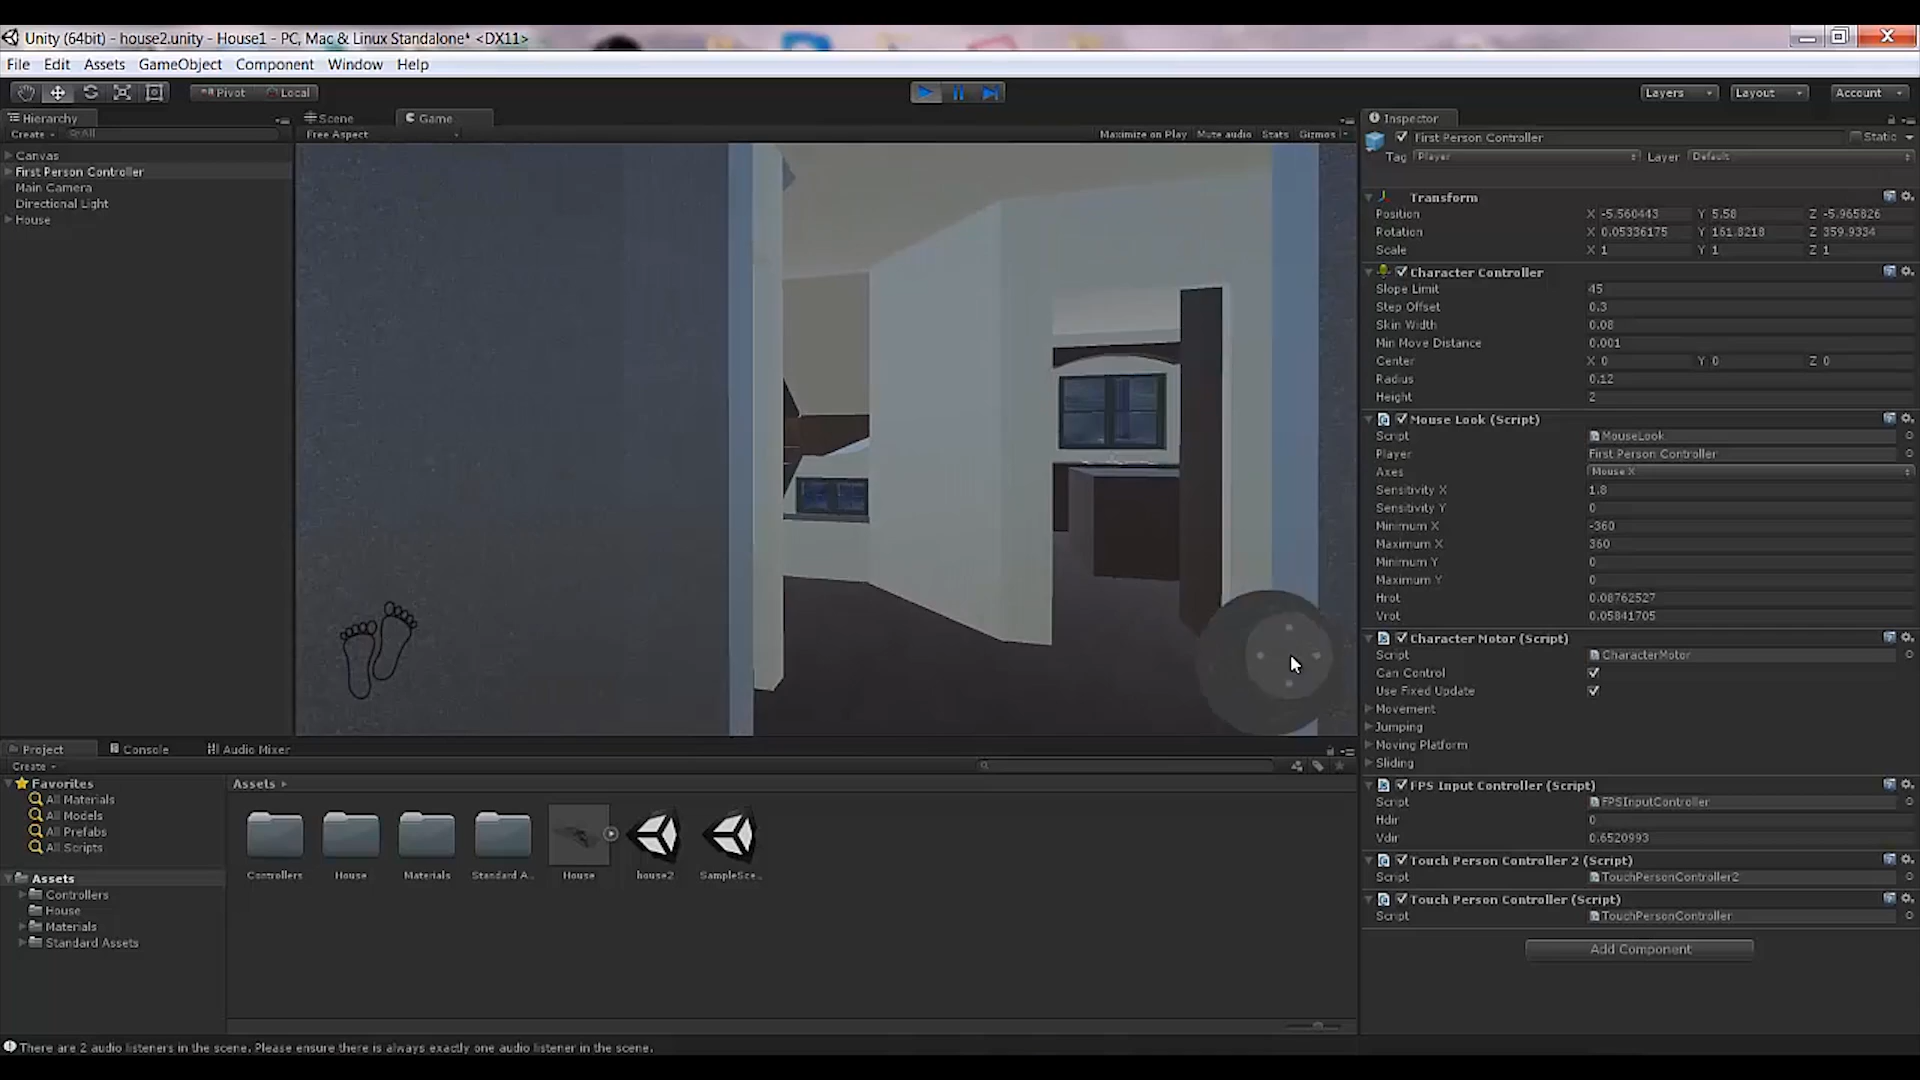 Unity (64bit) - house2.unity - House1 - PC, Mac & Linux Standalone* <DX11>
File Edit Assets GameObject Component Window Help
Pivot Local
Layers Layout Account
Hierarchy
Create All
Canvas
First Person Controller
Main Camera
Directional Light
House
Scene Game
Free Aspect
Maximize on Play Mute audio Stats Gizmos
Inspector
First Person Controller Static
Tag Player Layer Default
Transform
Position X -5.560443 Y 5.58 Z -5.965826
Rotation X 0.05336175 Y 161.8218 Z 359.9334
Scale X 1 Y 1 Z 1
Character Controller
Slope Limit 45
Step Offset 0.3
Skin Width 0.08
Min Move Distance 0.001
Center X 0 Y 0 Z 0
Radius 0.12
Height 2
Mouse Look (Script)
Script MouseLook
Player First Person Controller
Axes Mouse X
Sensitivity X 1.8
Sensitivity Y 0
Minimum X -360
Maximum X 360
Minimum Y 0
Maximum Y 0
Hrot 0.08762527
Vrot 0.05841705
Character Motor (Script)
Script CharacterMotor
Can Control
Use Fixed Update
Movement
Jumping
Moving Platform
Sliding
FPS Input Controller (Script)
Script FPSInputController
Hdir 0
Vdir 0.6520993
Touch Person Controller 2 (Script)
Script TouchPersonController2
Touch Person Controller (Script)
Script TouchPersonController
Add Component
Project Console Audio Mixer
Create
Favorites
All Materials
All Models
All Prefabs
All Scripts
Assets
Controllers
House
Materials
Standard Assets
Assets
Controllers House Materials Standard A... House house2 SampleSce...
There are 2 audio listeners in the scene. Please ensure there is always exactly one audio listener in the scene.